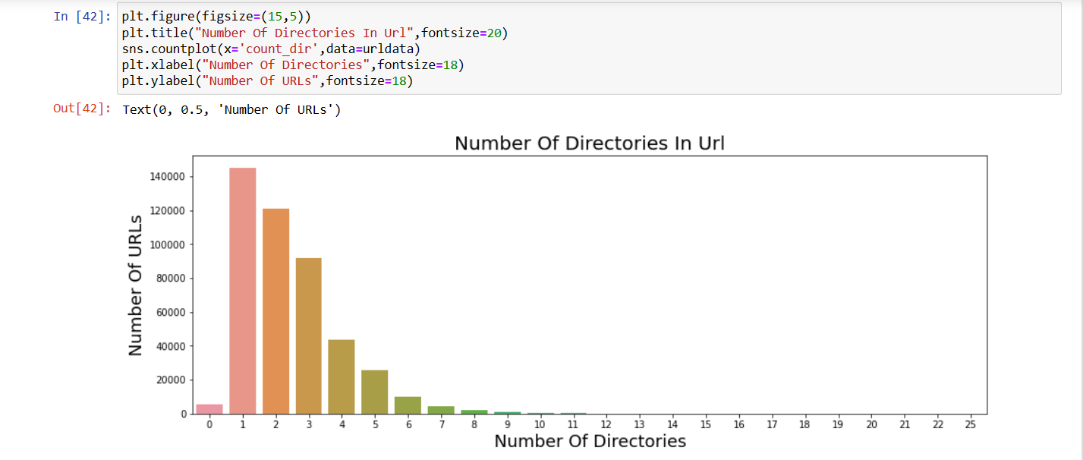 In [42]: plt.figure(figsize=(15,5))
plt.title("Number Of Directories In Url",fontsize=20)
sns.countplot(x='count_dir',data=urldata)
plt.xlabel("Number Of Directories",fontsize=18)
plt.ylabel("Number Of URLs",fontsize=18)
Out[42]: Text(0, 0.5, 'Number Of URLs')
Number Of Directories In Url
Number Of URLs
140000
120000
100000
80000
60000
40000
20000
0
0 1 2 3 4 5 6 7 8 9 10 11 12 13 14 15 16 17 18 19 20 21 22 25
Number Of Directories